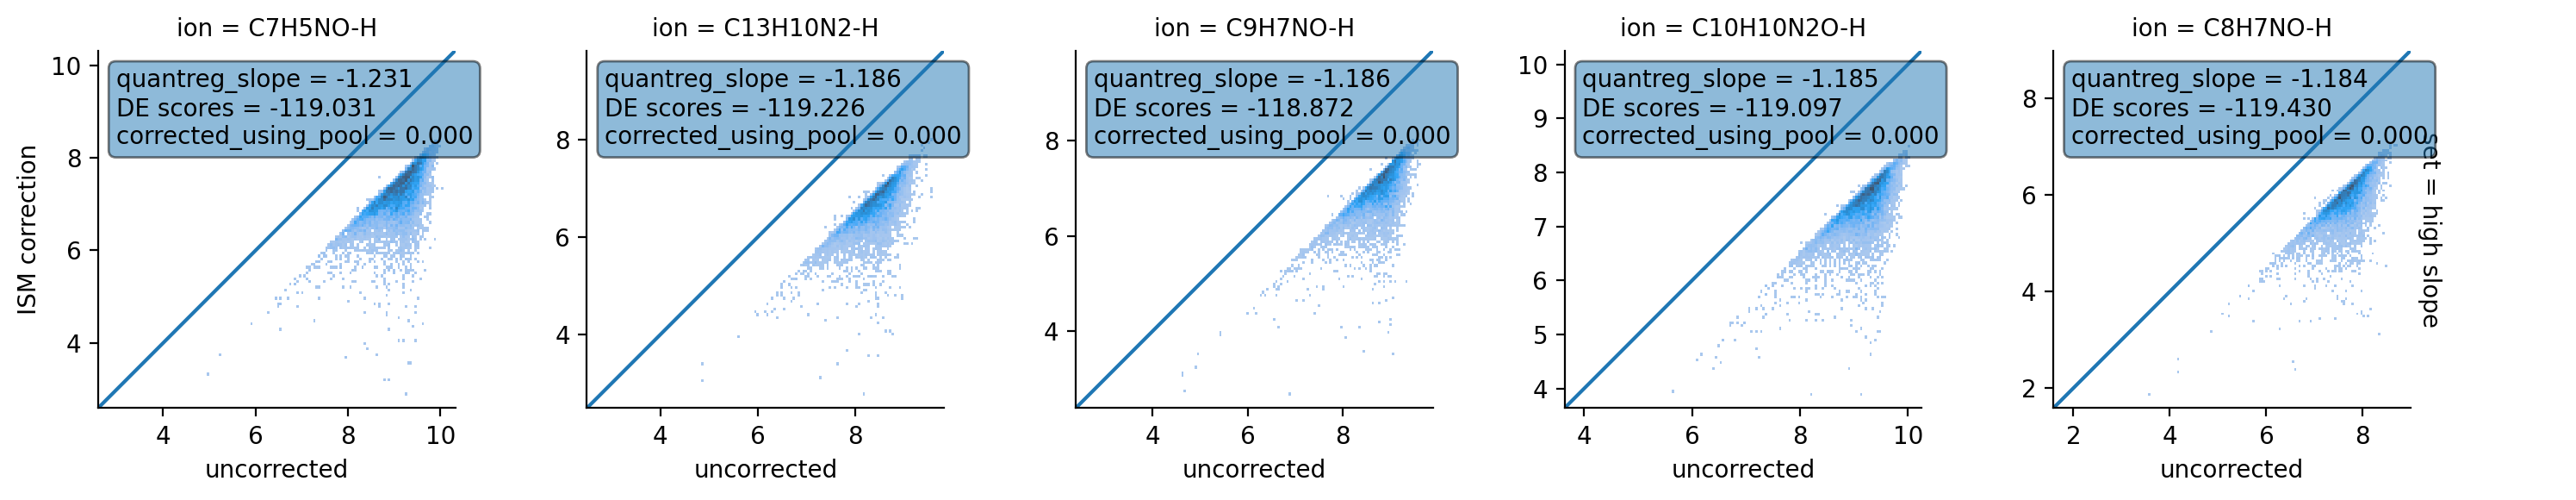 ion = C7H5NO-H
quantreg_slope = -1.231
DE scores = -119.031
corrected_using_pool = 0.000
10
8
6
4
ISM correction
4 6 8 10
uncorrected
ion = C13H10N2-H
quantreg_slope = -1.186
DE scores = -119.226
corrected_using_pool = 0.000
8
6
4
4 6 8
uncorrected
ion = C9H7NO-H
quantreg_slope = -1.186
DE scores = -118.872
corrected_using_pool = 0.000
8
6
4
4 6 8
uncorrected
ion = C10H10N2O-H
quantreg_slope = -1.185
DE scores = -119.097
corrected_using_pool = 0.000
10
9
8
7
6
5
4
4 6 8 10
uncorrected
ion = C8H7NO-H
quantreg_slope = -1.184
DE scores = -119.430
corrected_using_pool = 0.000
8
6
4
2
2 4 6 8
uncorrected
set = high slope